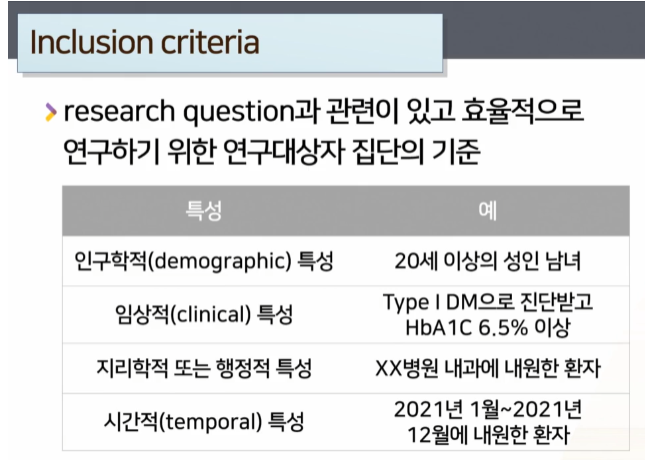 Inclusion criteria
research question과 관련이 있고 효율적으로
연구하기 위한 연구대상자 집단의 기준
특성 예
인구학적(demographic) 특성 20세 이상의 성인 남녀
임상적(clinical) 특성 Type I DM으로 진단받고
HbA1C 6.5% 이상
지리학적 또는 행정적 특성 XX병원 내과에 내원한 환자
시간적(temporal) 특성 2021년 1월~2021년
12월에 내원한 환자